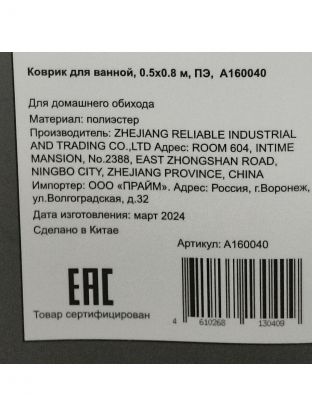 Коврик для ванной, 0.5х0.8 м, ПЭ, А160040
Для домашнего обихода
Материал: полиэстер
Производитель: ZHEJIANG RELIABLE INDUSTRIAL
AND TRADING CO.,LTD Адрес: ROOM 604, INTIME
MANSION, No.2388, EAST ZHONGSHAN ROAD,
NINGBO CITY, ZHEJIANG PROVINCE, CHINA
Импортер: ООО «ПРАЙМ». Адрес: Россия, г.Воронеж,
ул.Волгоградская, д.32
Дата изготовления: март 2024
Сделано в Китае
Артикул: А160040
ЕАС
Товар сертифицирован
4 610268 130409